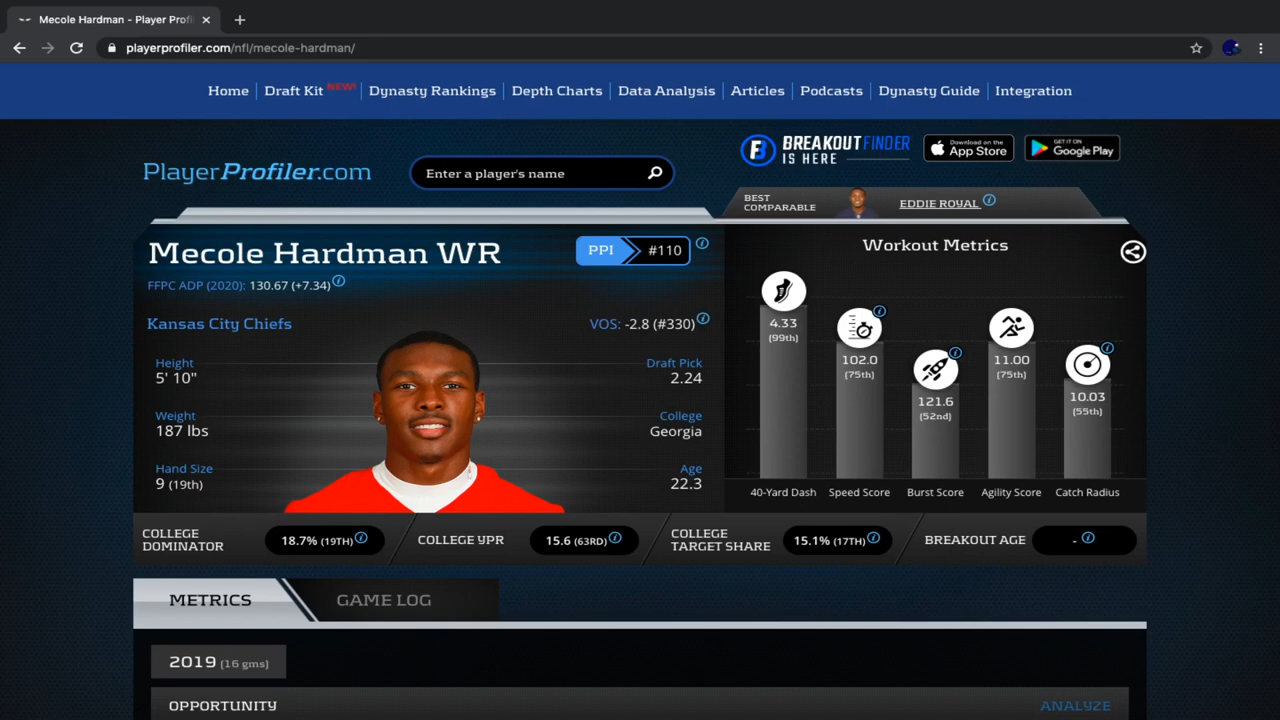 Mecole Hardman - Player Profi
playerprofiler.com/nfl/mecole-hardman/
Home Draft Kit NEW! Dynasty Rankings Depth Charts Data Analysis Articles Podcasts Dynasty Guide Integration
BREAKOUT FINDER
IS HERE
Download on the
App Store
GET IT ON
Google Play
PlayerProfiler.com
Enter a player's name
BEST
COMPARABLE
EDDIE ROYAL
Mecole Hardman WR
PPI #110
FFPC ADP (2020): 130.67 (+7.34)
Kansas City Chiefs
VOS: -2.8 (#330)
Height
5' 10"
Draft Pick
2.24
Weight
187 lbs
College
Georgia
Hand Size
9 (19th)
Age
22.3
Workout Metrics
4.33
(99th)
102.0
(75th)
121.6
(52nd)
11.00
(75th)
10.03
(55th)
40-Yard Dash Speed Score Burst Score Agility Score Catch Radius
COLLEGE
DOMINATOR
18.7% (19TH)
COLLEGE YPR
15.6 (63RD)
COLLEGE
TARGET SHARE
15.1% (17TH)
BREAKOUT AGE
-
METRICS
GAME LOG
2019 (16 gms)
OPPORTUNITY
ANALYZE